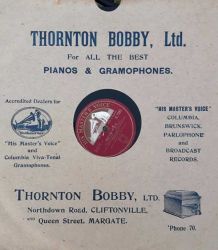 THORNTON BOBBY, Ltd.
For ALL THE BEST
PIANOS & GRAMOPHONES.
Accredited Dealers for
"His Master's Voice"
and
Columbia Viva-Tonal
Gramophones.
"HIS MASTER'S VOICE"
COLUMBIA,
BRUNSWICK,
PARLOPHONE
and
BROADCAST
RECORDS.
THORNTON BOBBY, LTD.
Northdown Road, CLIFTONVILLE,
AND Queen Street, MARGATE.
'Phone 70.